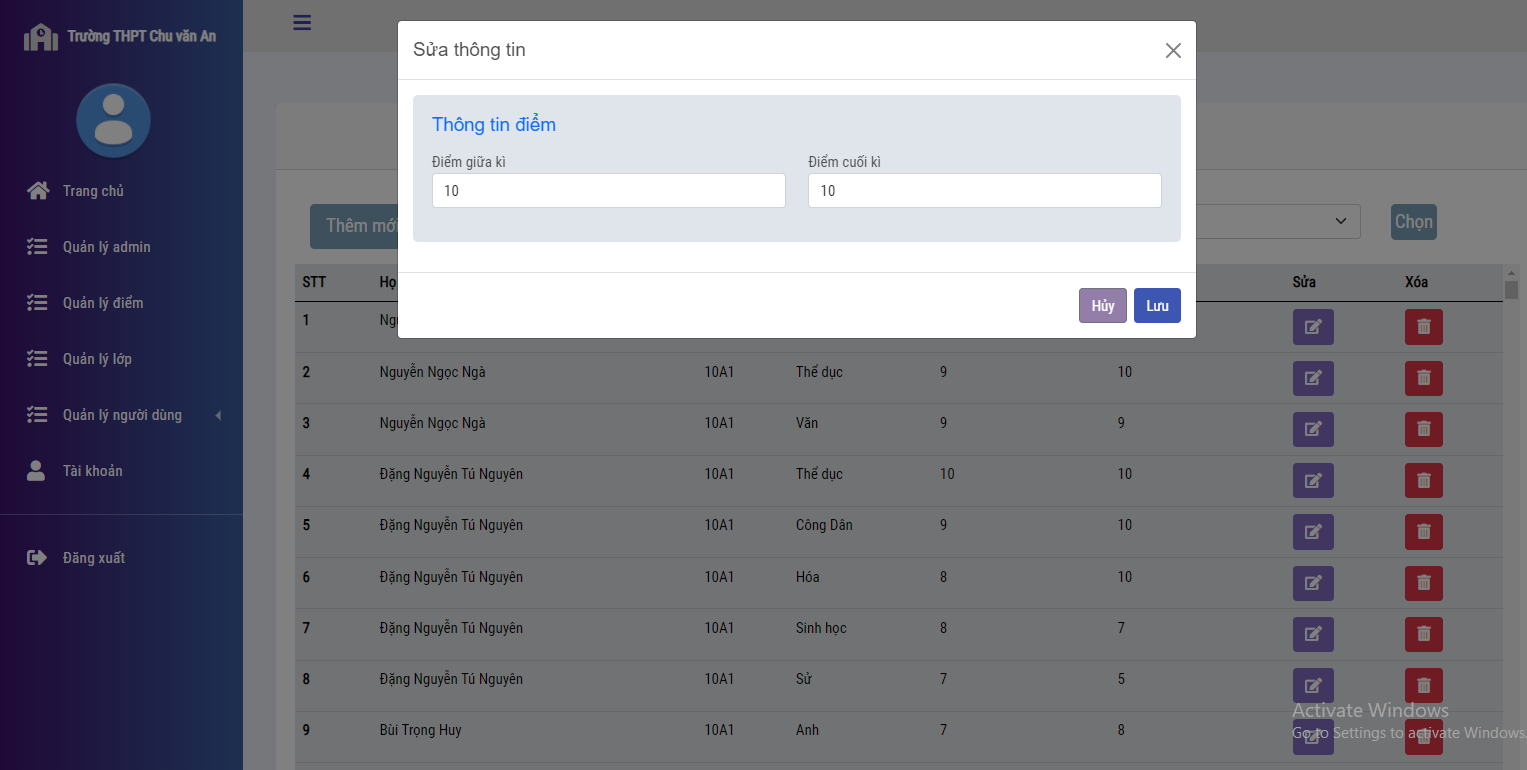 Trường THPT Chu văn An
Trang chủ
Quản lý admin
Quản lý điểm
Quản lý lớp
Quản lý người dùng
Tài khoản
Đăng xuất
Sửa thông tin
Thông tin điểm
Điểm giữa kì Điểm cuối kì
10 10
Hủy Lưu
Thêm mới Chọn
STT Họ Sửa Xóa
1
2 Nguyễn Ngọc Ngà 10A1 Thể dục 9 10
3 Nguyễn Ngọc Ngà 10A1 Văn 9 9
4 Đặng Nguyễn Tú Nguyên 10A1 Thể dục 10 10
5 Đặng Nguyễn Tú Nguyên 10A1 Công Dân 9 10
6 Đặng Nguyễn Tú Nguyên 10A1 Hóa 8 10
7 Đặng Nguyễn Tú Nguyên 10A1 Sinh học 8 7
8 Đặng Nguyễn Tú Nguyên 10A1 Sử 7 5
9 Bùi Trọng Huy 10A1 Anh 7 8
Activate Windows
Go to Settings to activate Windows.